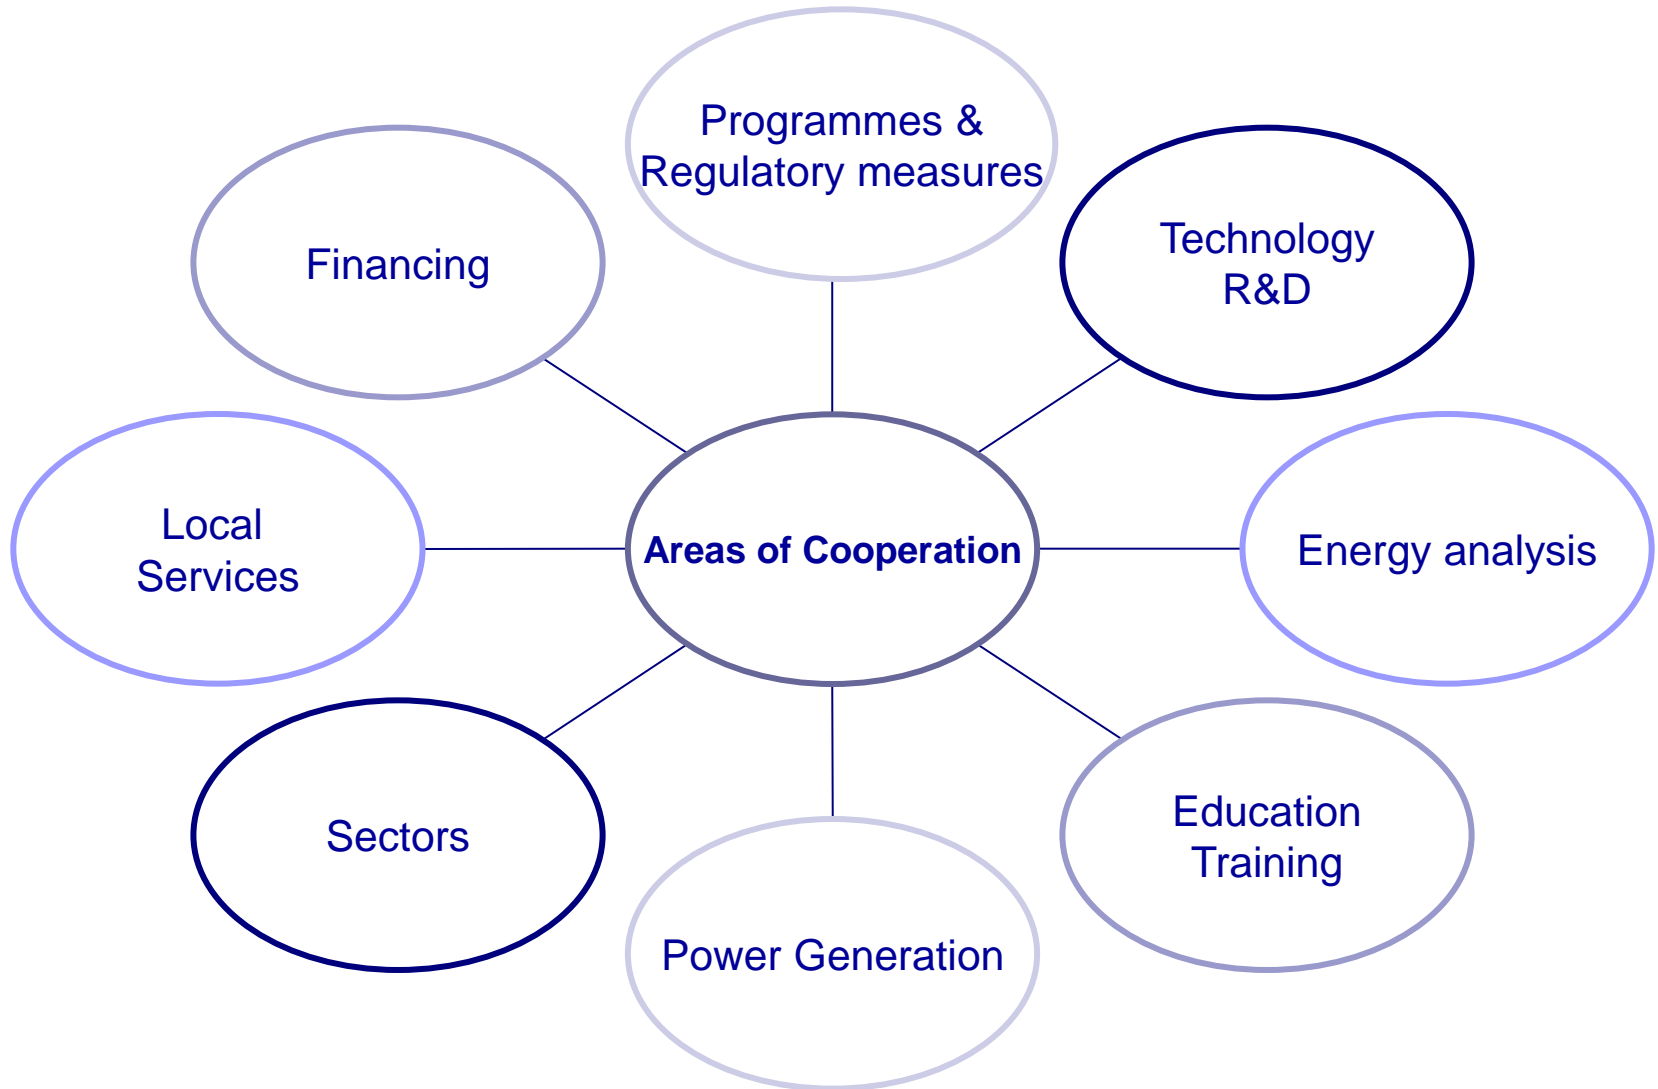 Programmes &
Regulatory measures
Technology
R&D
Financing
Local
Services
Areas of Cooperation
Energy analysis
Sectors
Education
Training
Power Generation